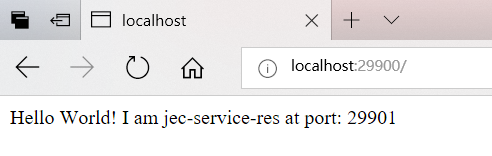 localhost
localhost:29900/
Hello World! I am jec-service-res at port: 29901